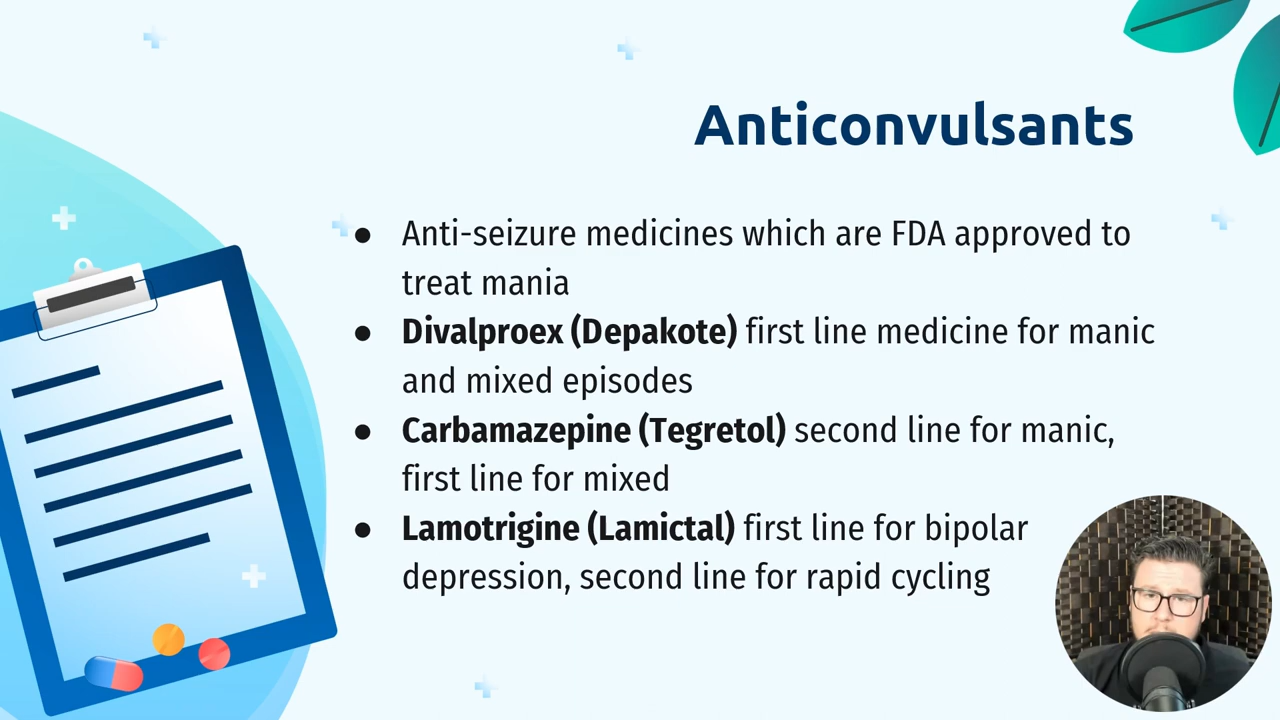 Anticonvulsants
● Anti-seizure medicines which are FDA approved to
treat mania
● Divalproex (Depakote) first line medicine for manic
and mixed episodes
● Carbamazepine (Tegretol) second line for manic,
first line for mixed
● Lamotrigine (Lamictal) first line for bipolar
depression, second line for rapid cycling